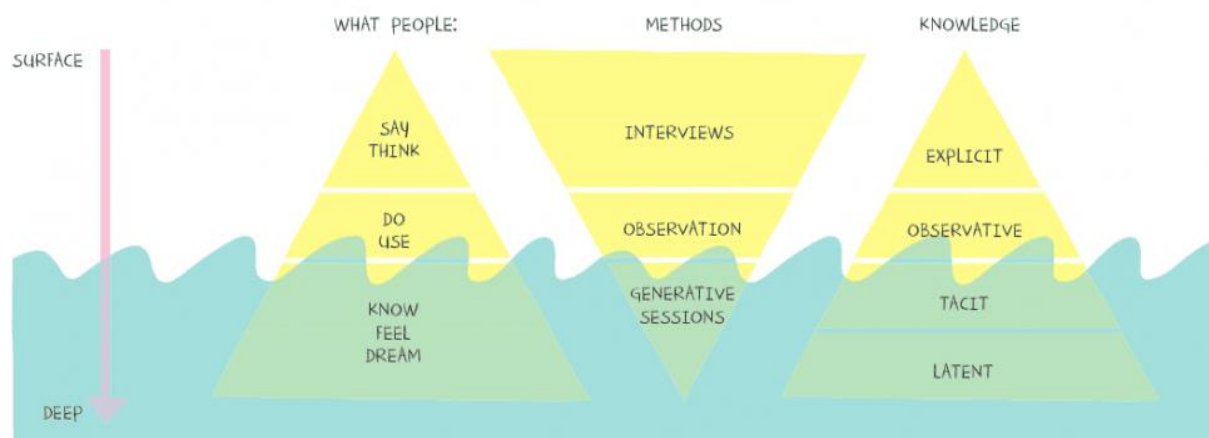 WHAT PEOPLE:
METHODS
KNOWLEDGE
SURFACE
SAY
THINK
INTERVIEWS
EXPLICIT
DO
USE
OBSERVATION
OBSERVATIVE
KNOW
FEEL
DREAM
GENERATIVE
SESSIONS
TACIT
LATENT
DEEP